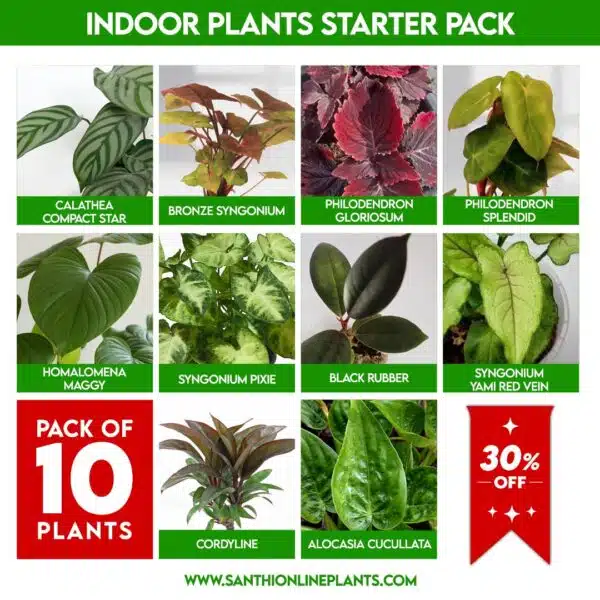 INDOOR PLANTS STARTER PACK
CALATHEA
COMPACT STAR
BRONZE SYNGONIUM
PHILODENDRON
GLORIOSUM
PHILODENDRON
SPLENDID
HOMALOMENA
MAGGY
SYNGONIUM PIXIE
BLACK RUBBER
SYNGONIUM
YAMI RED VEIN
PACK OF
10
PLANTS
CORDYLINE
ALOCASIA CUCULLATA
30%
OFF
WWW.SANTHIONLINEPLANTS.COM